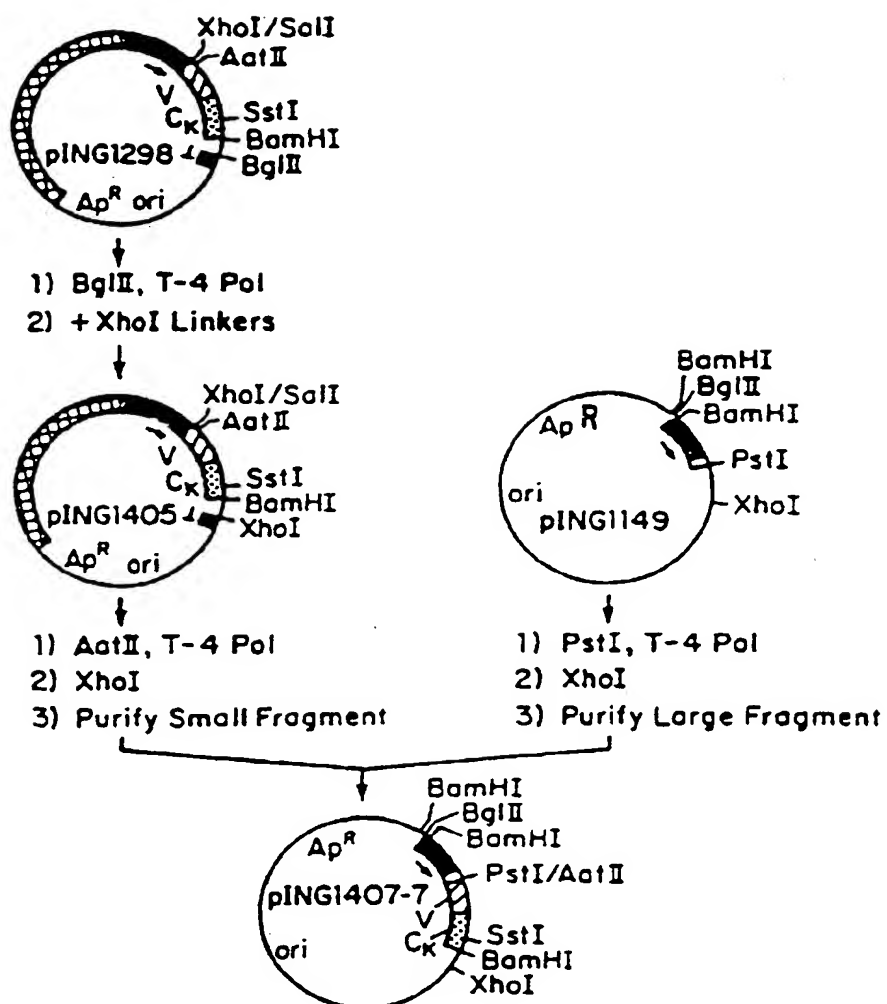 XhoI/SalI
AatII
V
Cκ
SstI
BamHI
pING1298
BglII
Apᴿ ori
1) BglII, T-4 Pol
2) + XhoI Linkers
XhoI/SalI
AatII
V
Cκ
SstI
BamHI
pING1405
XhoI
Apᴿ ori
1) AatII, T-4 Pol
2) XhoI
3) Purify Small Fragment
BamHI
BglII
BamHI
Ap R
PstI
ori
XhoI
pING1149
1) PstI, T-4 Pol
2) XhoI
3) Purify Large Fragment
BamHI
BglII
BamHI
Apᴿ
PstI/AatII
pING1407-7
V
Cκ
SstI
ori
BamHI
XhoI